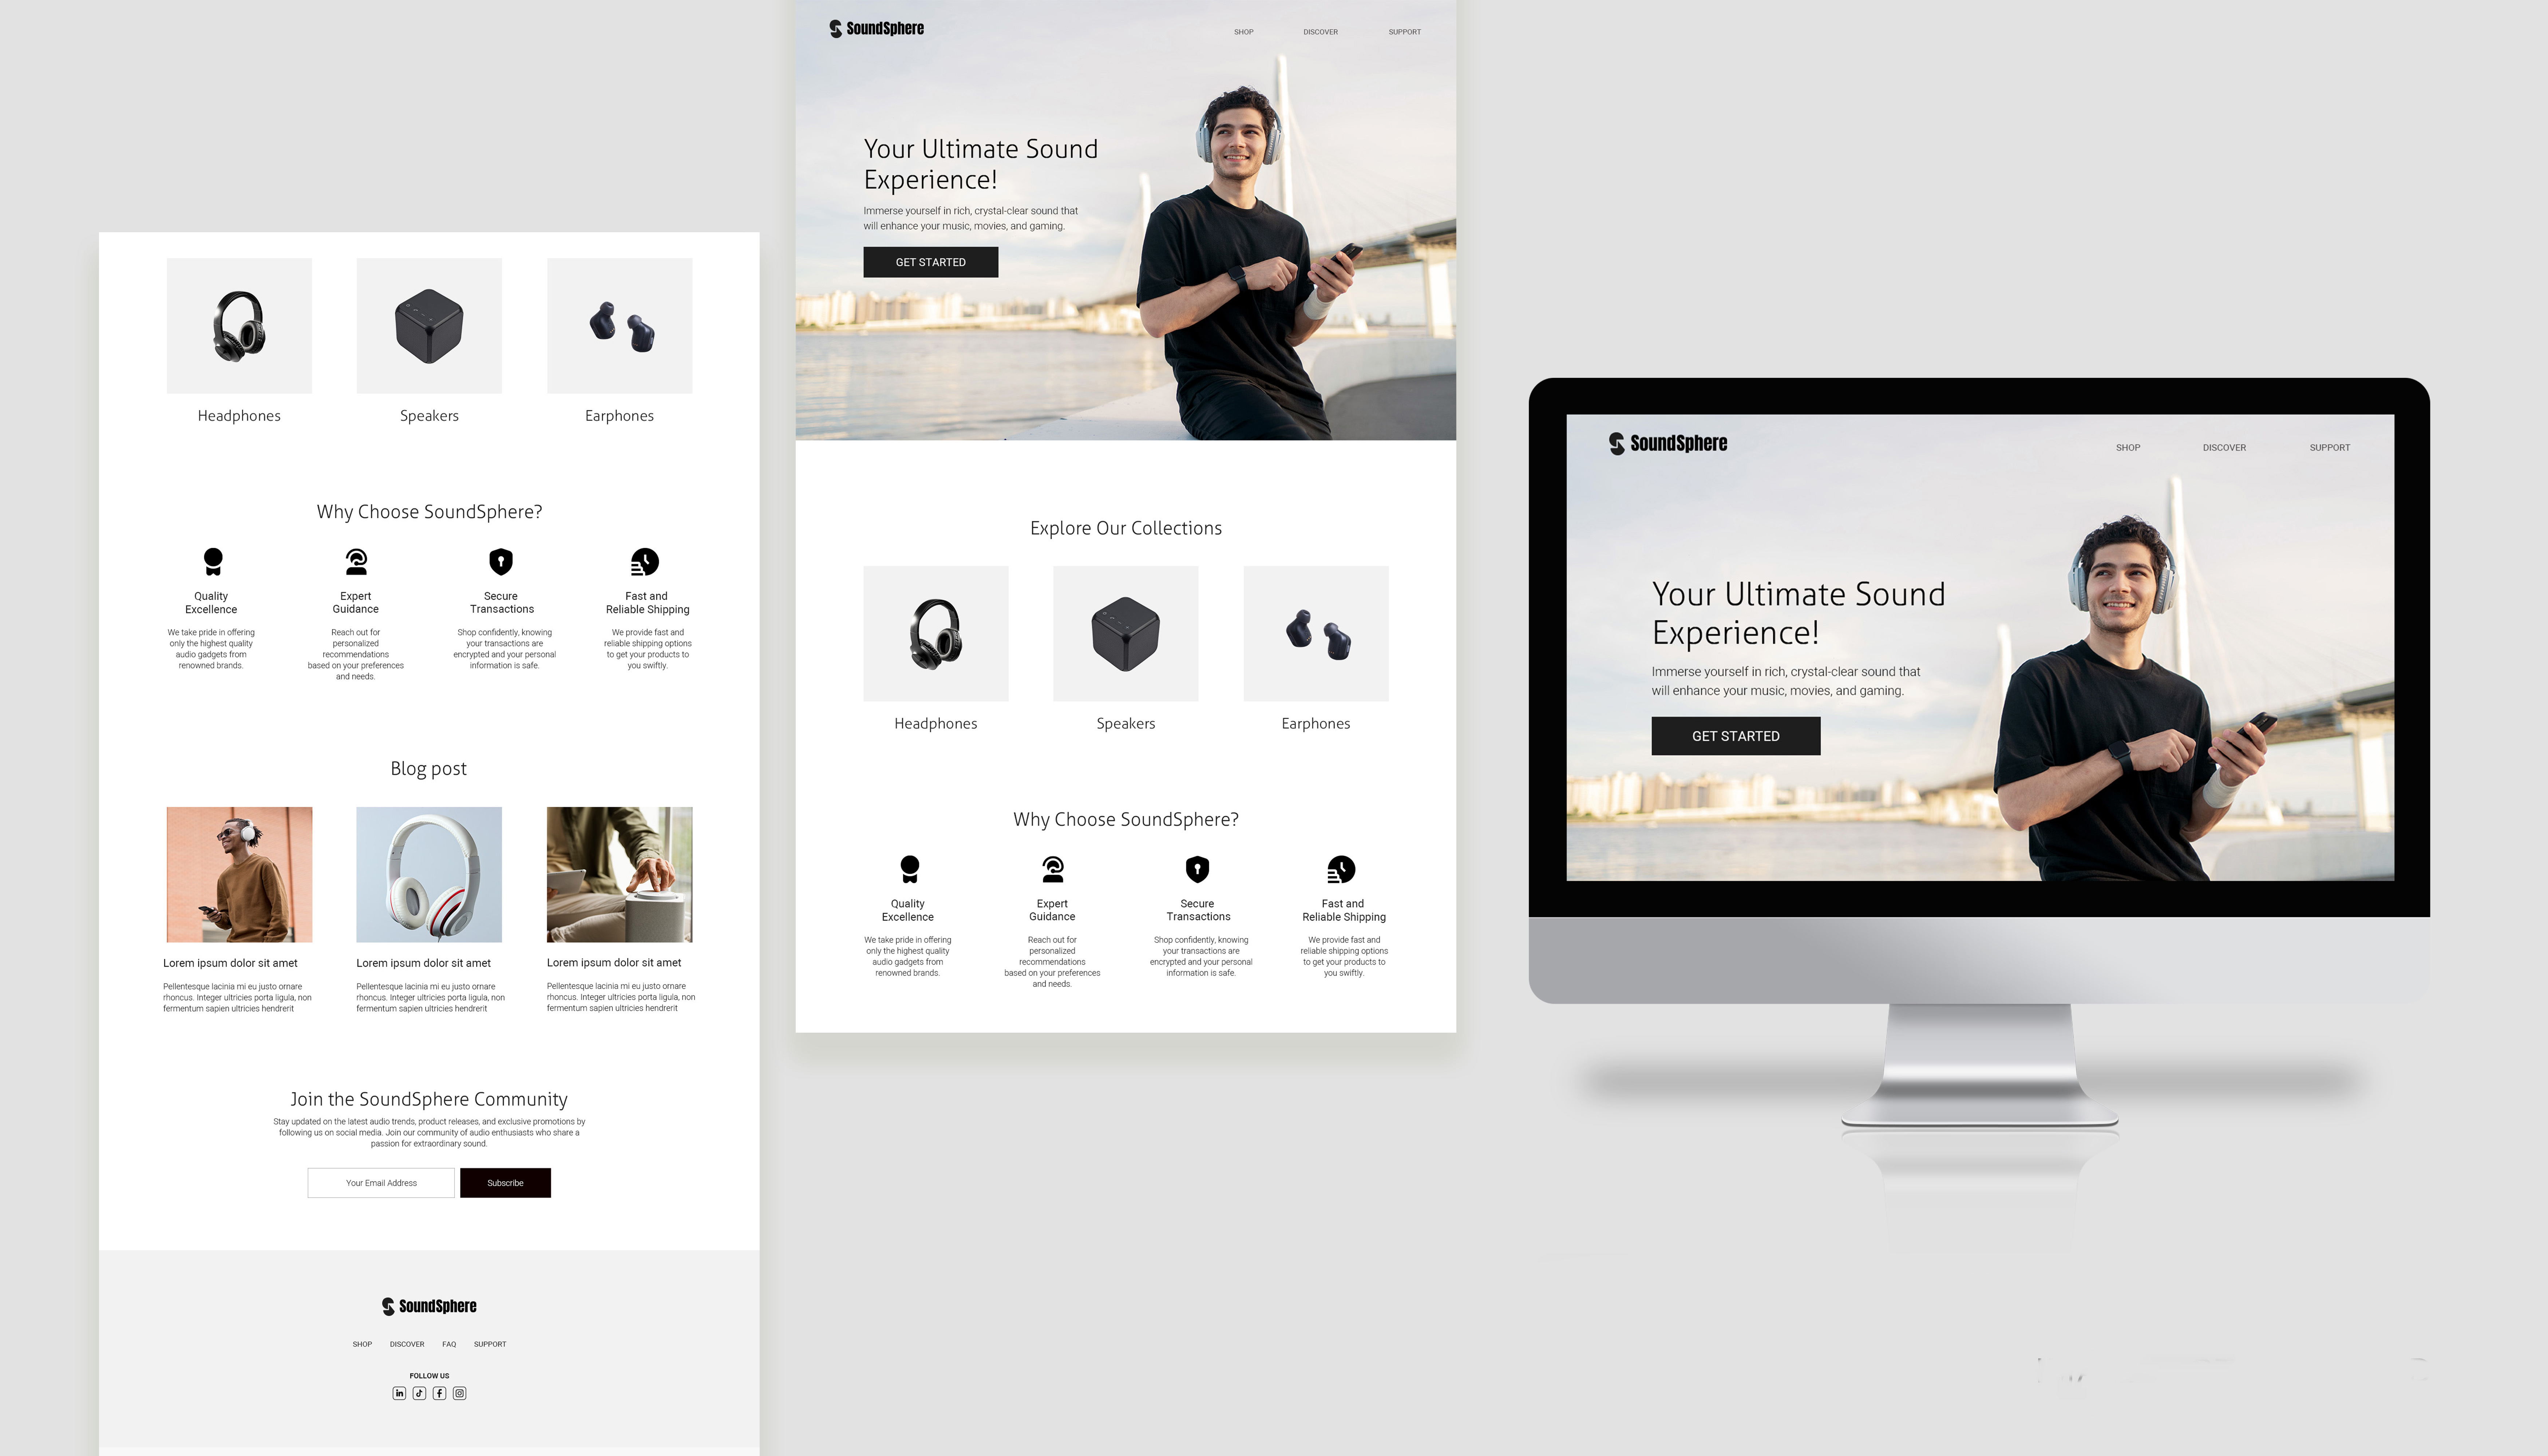 Headphones
Speakers
Earphones
Why Choose SoundSphere?
Quality
Excellence
We take pride in offering
only the highest quality
audio gadgets from
renowned brands.
Expert
Guidance
Reach out for
personalized
recommendations
based on your preferences
and needs.
Secure
Transactions
Shop confidently, knowing
your transactions are
encrypted and your personal
information is safe.
Fast and
Reliable Shipping
We provide fast and
reliable shipping options
to get your products to
you swiftly.
Blog post
Lorem ipsum dolor sit amet
Pellentesque lacinia mi eu justo ornare
rhoncus. Integer ultricies porta ligula, non
fermentum sapien ultricies hendrerit
Lorem ipsum dolor sit amet
Pellentesque lacinia mi eu justo ornare
rhoncus. Integer ultricies porta ligula, non
fermentum sapien ultricies hendrerit
Lorem ipsum dolor sit amet
Pellentesque lacinia mi eu justo ornare
rhoncus. Integer ultricies porta ligula, non
fermentum sapien ultricies hendrerit
Join the SoundSphere Community
Stay updated on the latest audio trends, product releases, and exclusive promotions by
following us on social media. Join our community of audio enthusiasts who share a
passion for extraordinary sound.
Your Email Address
Subscribe
SoundSphere
SHOP DISCOVER FAQ SUPPORT
FOLLOW US
SoundSphere
SHOP DISCOVER SUPPORT
Your Ultimate Sound
Experience!
Immerse yourself in rich, crystal-clear sound that
will enhance your music, movies, and gaming.
GET STARTED
Explore Our Collections
Headphones
Speakers
Earphones
Why Choose SoundSphere?
Quality
Excellence
We take pride in offering
only the highest quality
audio gadgets from
renowned brands.
Expert
Guidance
Reach out for
personalized
recommendations
based on your preferences
and needs.
Secure
Transactions
Shop confidently, knowing
your transactions are
encrypted and your personal
information is safe.
Fast and
Reliable Shipping
We provide fast and
reliable shipping options
to get your products to
you swiftly.
SoundSphere
SHOP DISCOVER SUPPORT
Your Ultimate Sound
Experience!
Immerse yourself in rich, crystal-clear sound that
will enhance your music, movies, and gaming.
GET STARTED